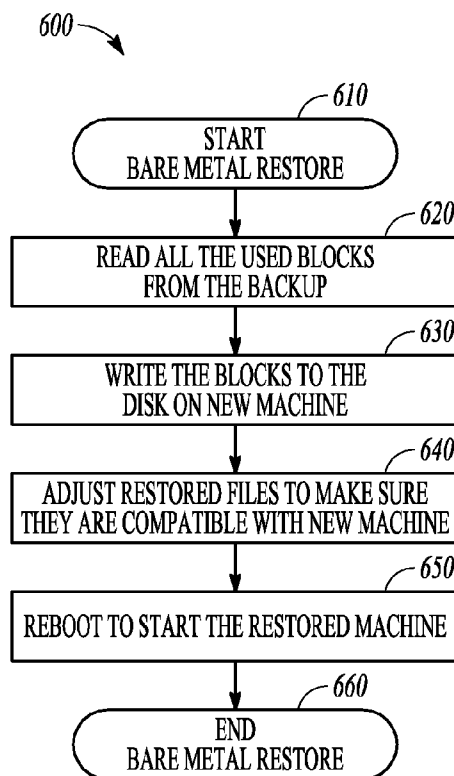 600
610
START
BARE METAL RESTORE
620
READ ALL THE USED BLOCKS
FROM THE BACKUP
630
WRITE THE BLOCKS TO THE
DISK ON NEW MACHINE
640
ADJUST RESTORED FILES TO MAKE SURE
THEY ARE COMPATIBLE WITH NEW MACHINE
650
REBOOT TO START THE RESTORED MACHINE
660
END
BARE METAL RESTORE